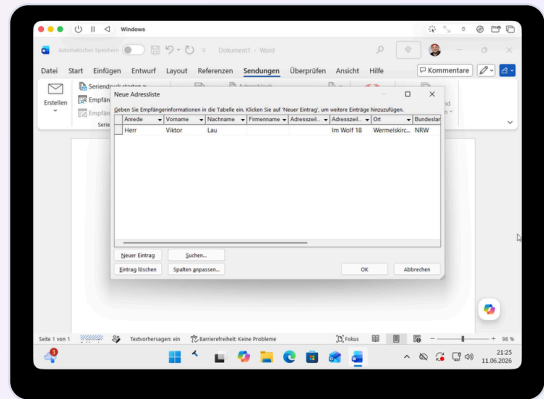 Windows
Automatisches Speichern
Dokument1 - Word
Datei Start Einfügen Entwurf Layout Referenzen Sendungen Überprüfen Ansicht Hilfe Kommentare
Erstellen
Empfän
Serie
Neue Adressliste
Geben Sie Empfängerinformationen in die Tabelle ein. Klicken Sie auf 'Neuer Eintrag', um weitere Einträge hinzuzufügen.
Anrede Vorname Nachname Firmenname Adresszeil... Adresszeil... Ort Bundeslan
Herr Viktor Lau Im Wolf 18 Wermelskirc... NRW
Neuer Eintrag Suchen...
Eintrag löschen Spalten anpassen... OK Abbrechen
Seite 1 von 1 Textvorhersagen: ein Barrierefreiheit: Keine Probleme Fokus 98 %
21:25
11.06.2026